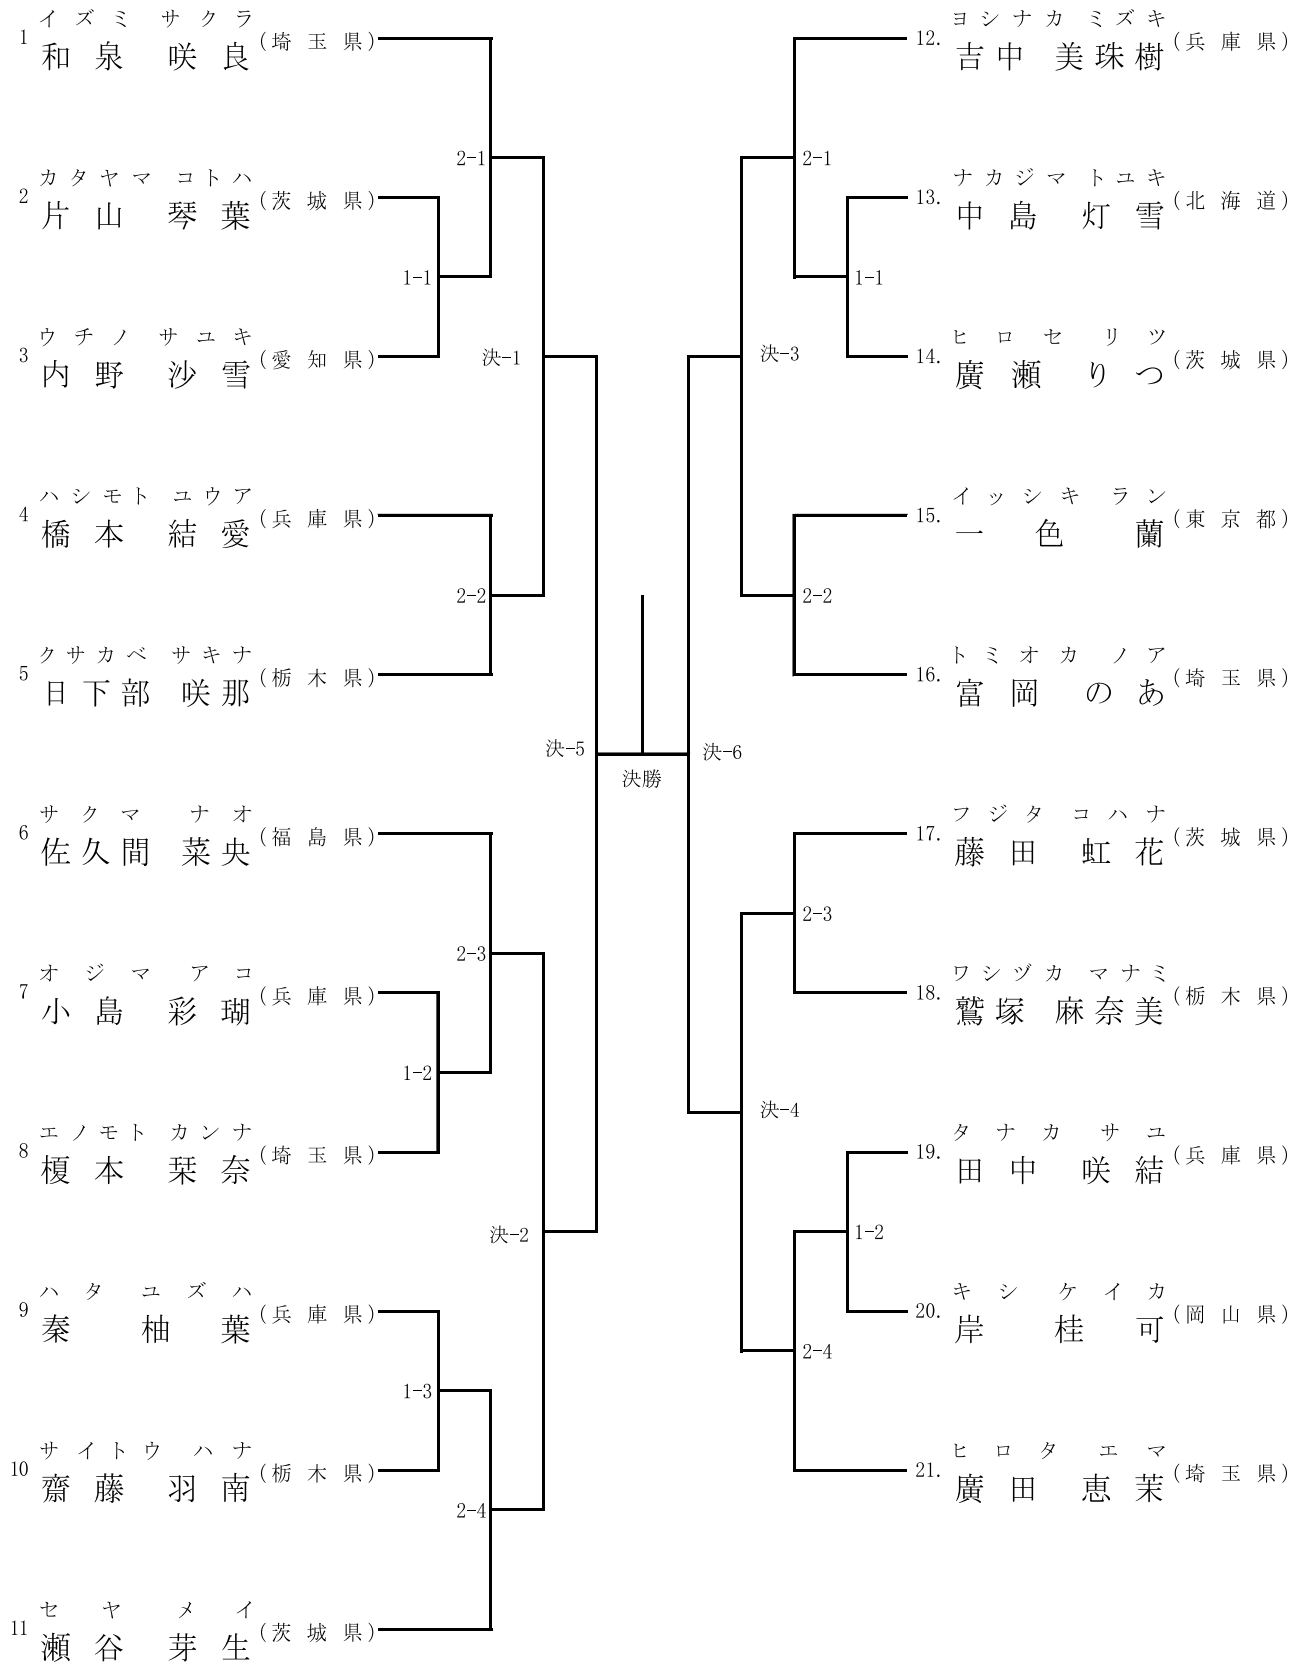 イズミ サクラ
1 和泉 咲良 (埼玉県)
カタヤマ コトハ
2 片山 琴葉 (茨城県)
ウチノ サユキ
3 内野 沙雪 (愛知県)
ハシモト ユウア
4 橋本 結愛 (兵庫県)
クサカベ サキナ
5 日下部 咲那 (栃木県)
サクマ ナオ
6 佐久間 菜央 (福島県)
オジマ アコ
7 小島 彩瑚 (兵庫県)
エノモト カンナ
8 榎本 栞奈 (埼玉県)
ハタ ユズハ
9 秦 柚葉 (兵庫県)
サイトウ ハナ
10 齋藤 羽南 (栃木県)
セヤ メイ
11 瀬谷 芽生 (茨城県)
2-1
1-1
決-1
2-2
決-5
2-3
1-2
決-2
1-3
2-4
決勝
ヨシナカ ミズキ
12. 吉中 美珠樹 (兵庫県)
ナカジマ トユキ
13. 中島 灯雪 (北海道)
ヒロセ リツ
14. 廣瀬 りつ (茨城県)
イッシキ ラン
15. 一色 蘭 (東京都)
トミオカ ノア
16. 富岡 のあ (埼玉県)
フジタ コハナ
17. 藤田 虹花 (茨城県)
ワシヅカ マナミ
18. 鷲塚 麻奈美 (栃木県)
タナカ サユ
19. 田中 咲結 (兵庫県)
キシ ケイカ
20. 岸 桂可 (岡山県)
ヒロタ エマ
21. 廣田 恵茉 (埼玉県)
2-1
1-1
決-3
2-2
決-6
2-3
決-4
1-2
2-4